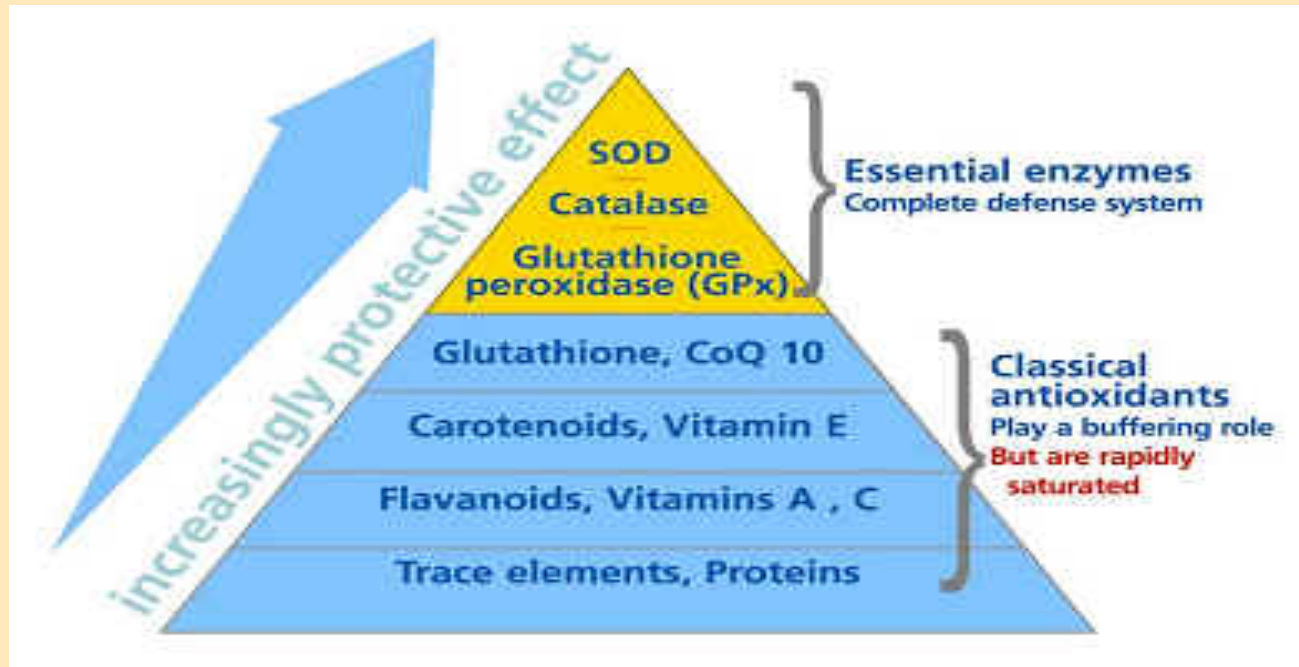 increasingly protective effect
SOD
Catalase
Glutathione
peroxidase (GPx)
Essential enzymes
Complete defense system
Glutathione, CoQ 10
Carotenoids, Vitamin E
Flavanoids, Vitamins A , C
Trace elements, Proteins
Classical
antioxidants
Play a buffering role
But are rapidly
saturated